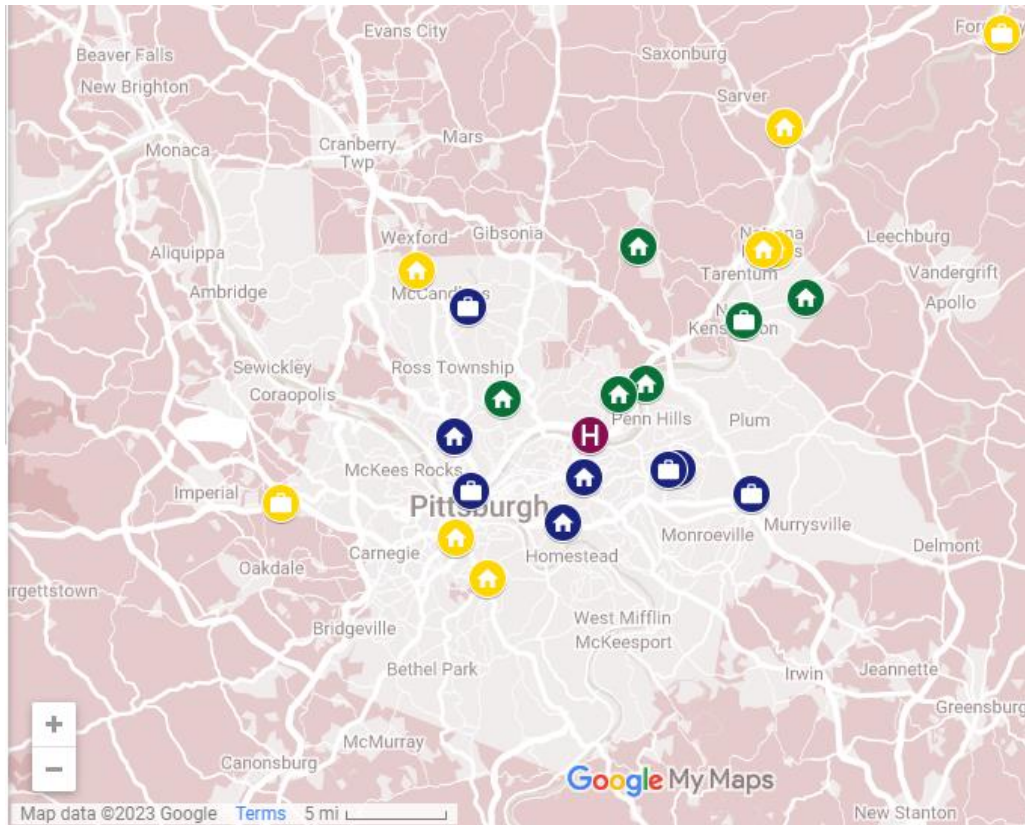 Evans City
Saxonburg
Beaver Falls
New Brighton
Sarver
Cranberry
Twp
Mars
Monaca
Wexford
Gibsonia
Leechburg
Aliquippa
Tarentum
Vandergrift
Ambridge
Apollo
Ross Township
Sewickley
Coraopolis
Penn Hills
Plum
H
McKees Rocks
Imperial
Pittsburgh
Murrysville
Monroeville
Carnegie
Homestead
Delmont
Oakdale
rgettstown
Bridgeville
West Mifflin
McKeesport
Bethel Park
Irwin
Jeannette
Greensburg
+
McMurray
−
Canonsburg
Google My Maps
Map data ©2023 Google Terms 5 mi
New Stanton